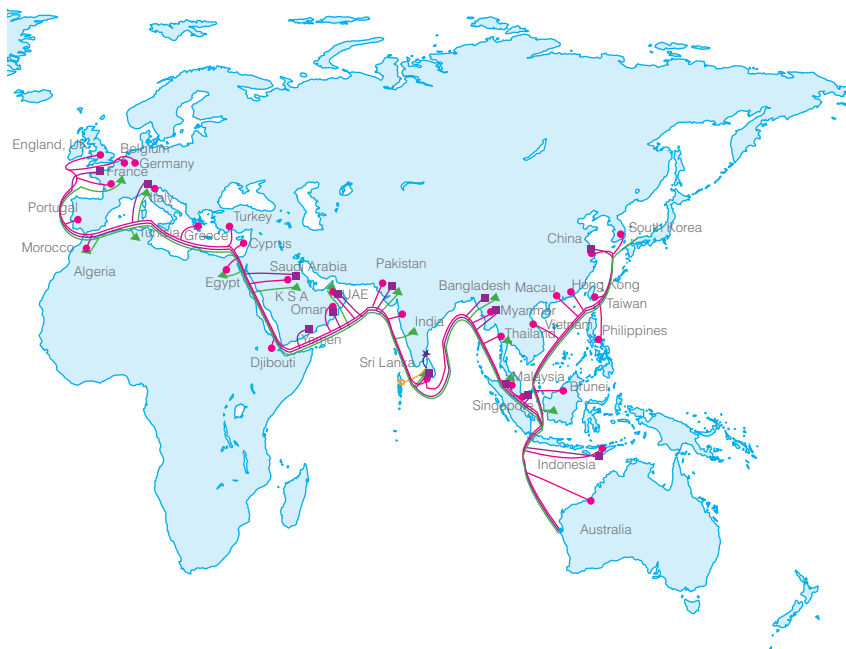 England, UK
Belgium
Germany
France
Italy
Portugal
Turkey
Tunisia
Greece
Morocco
Cyprus
Algeria
Saudi Arabia
Pakistan
South Korea
China
Egypt
K S A
UAE
Bangladesh
Macau
Hong Kong
Oman
Myanmar
Taiwan
India
Vietnam
Philippines
Yemen
Thailand
Djibouti
Sri Lanka
Malaysia
Brunei
Singapore
Indonesia
Australia